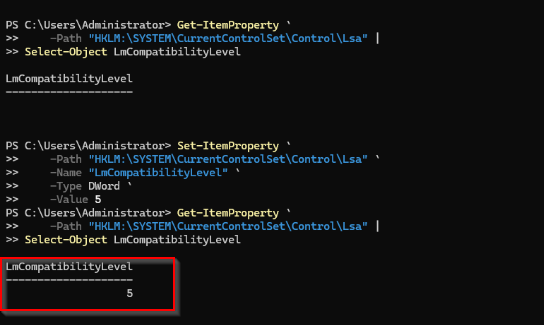 PS C:\Users\Administrator> Get-ItemProperty `
>>     -Path "HKLM:\SYSTEM\CurrentControlSet\Control\Lsa" |
>> Select-Object LmCompatibilityLevel
LmCompatibilityLevel
--------------------
PS C:\Users\Administrator> Set-ItemProperty `
>>     -Path "HKLM:\SYSTEM\CurrentControlSet\Control\Lsa" `
>>     -Name "LmCompatibilityLevel" `
>>     -Type DWord `
>>     -Value 5
PS C:\Users\Administrator> Get-ItemProperty `
>>     -Path "HKLM:\SYSTEM\CurrentControlSet\Control\Lsa" |
>> Select-Object LmCompatibilityLevel
LmCompatibilityLevel
--------------------
                   5